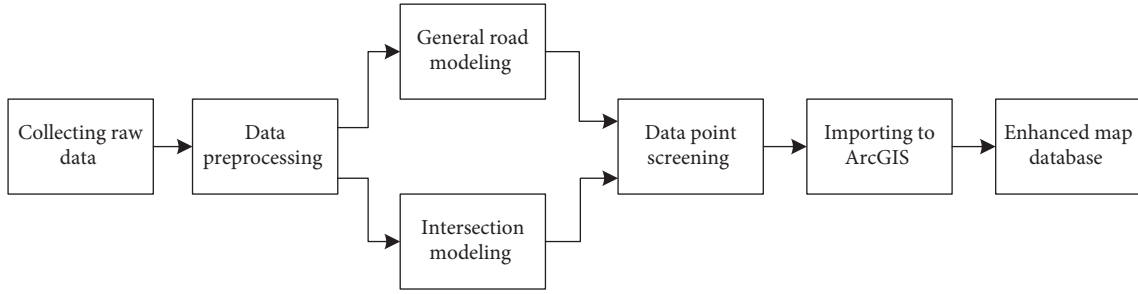 Collecting raw
data
Data
preprocessing
General road
modeling
Intersection
modeling
Data point
screening
Importing to
ArcGIS
Enhanced map
database